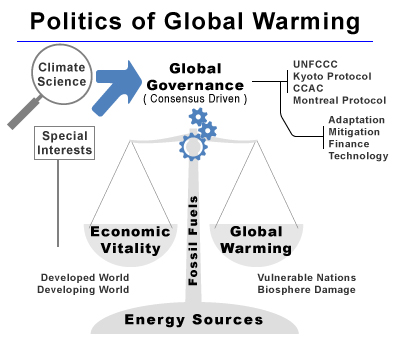 Politics of Global Warming
Climate
Science
Global
Governance
( Consensus Driven )
UNFCCC
Kyoto Protocol
CCAC
Montreal Protocol
Adaptation
Mitigation
Finance
Technology
Special
Interests
Economic
Vitality
Fossil Fuels
Global
Warming
Developed World
Developing World
Vulnerable Nations
Biosphere Damage
Energy Sources